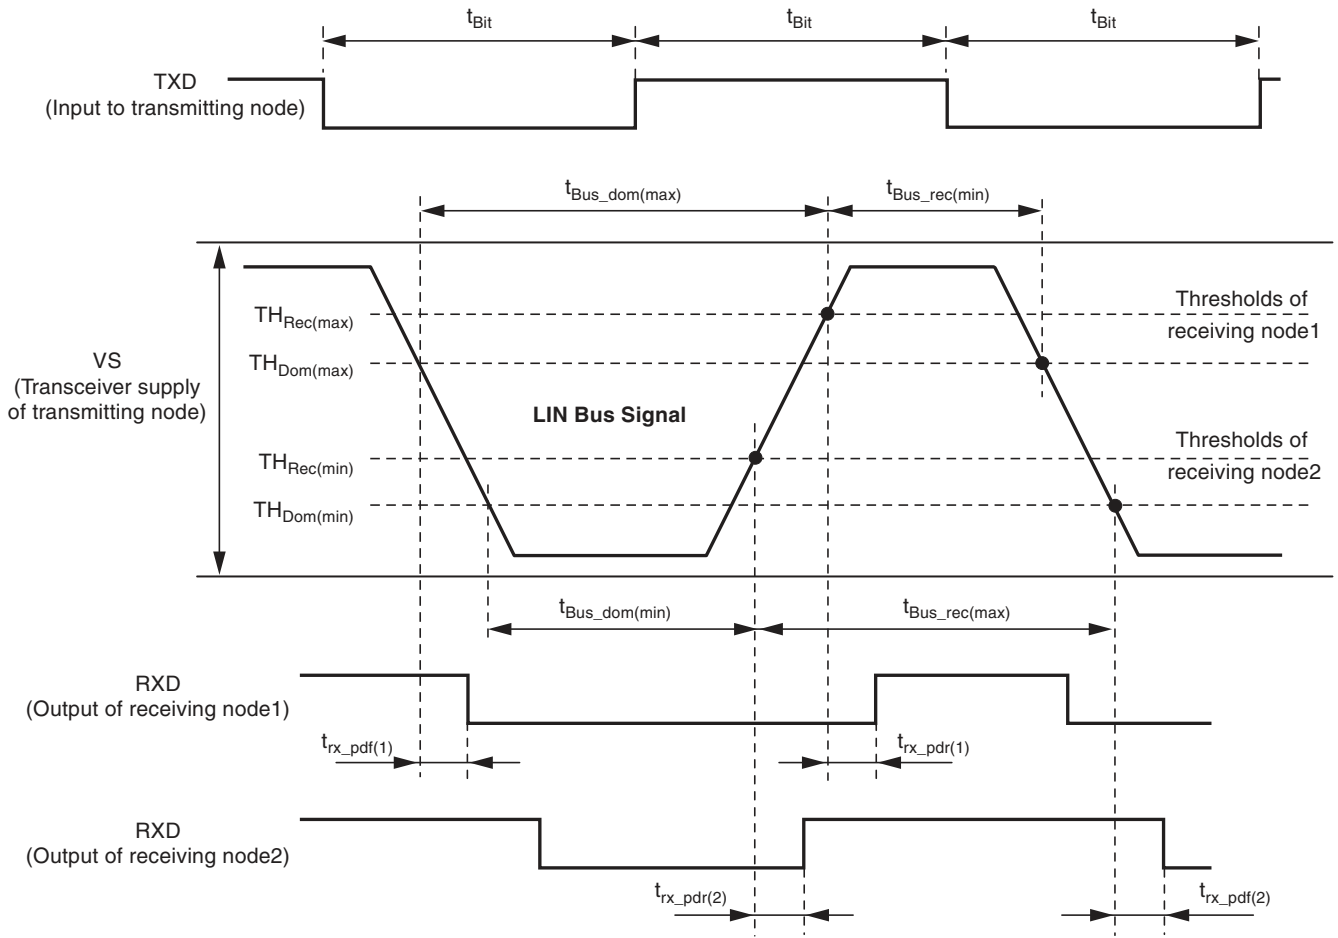 tBit
tBit
tBit
TXD
(Input to transmitting node)
tBus_dom(max)
tBus_rec(min)
THRec(max)
Thresholds of
receiving node1
THDom(max)
VS
(Transceiver supply
of transmitting node)
LIN Bus Signal
THRec(min)
Thresholds of
receiving node2
THDom(min)
tBus_dom(min)
tBus_rec(max)
RXD
(Output of receiving node1)
trx_pdf(1)
trx_pdr(1)
RXD
(Output of receiving node2)
trx_pdr(2)
trx_pdf(2)